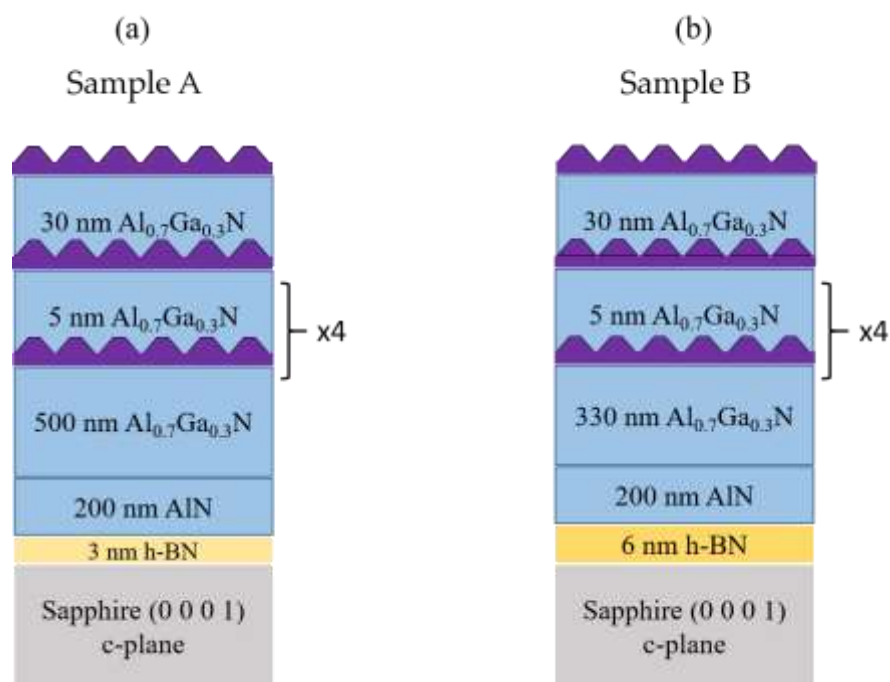 (a)
Sample A
30 nm Al₀.₇Ga₀.₃N
5 nm Al₀.₇Ga₀.₃N
x4
500 nm Al₀.₇Ga₀.₃N
200 nm AlN
3 nm h-BN
Sapphire (0 0 0 1)
c-plane
(b)
Sample B
30 nm Al₀.₇Ga₀.₃N
5 nm Al₀.₇Ga₀.₃N
x4
330 nm Al₀.₇Ga₀.₃N
200 nm AlN
6 nm h-BN
Sapphire (0 0 0 1)
c-plane